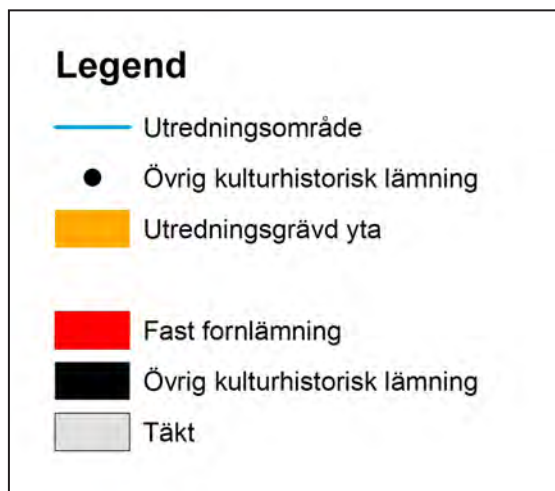 Legend
Utredningsområde
Övrig kulturhistorisk lämning
Utredningsgrävd yta
Fast fornlämning
Övrig kulturhistorisk lämning
Täkt